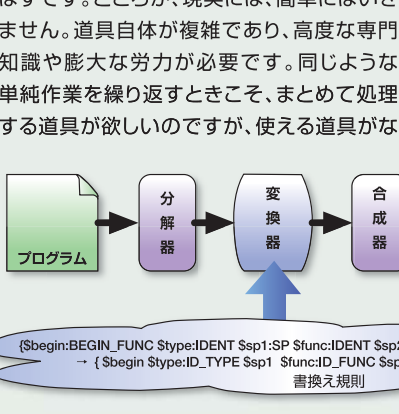 はずです。ところが、現実には、簡単にはいき
ません。道具自体が複雑であり、高度な専門
知識や膨大な労力が必要です。同じような
単純作業を繰り返すときこそ、まとめて処理
する道具が欲しいのですが、使える道具がな
プログラム
分解器
変換器
合成器
{$begin:BEGIN_FUNC $type:IDENT $sp1:SP $func:IDENT $sp2
→ { $begin $type:ID_TYPE $sp1 $func:ID_FUNC $sp
書換え規則